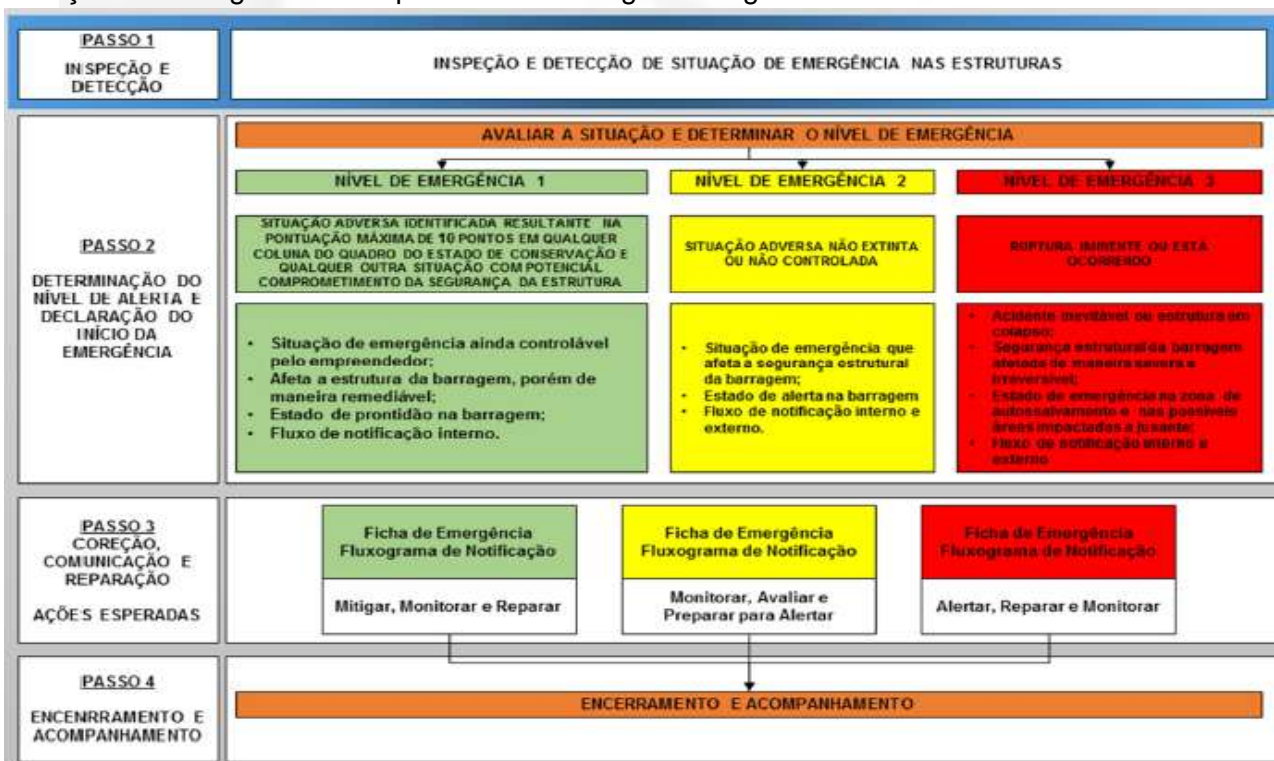 PASSO 1
INSPEÇÃO E
DETECÇÃO
INSPEÇÃO E DETECÇÃO DE SITUAÇÃO DE EMERGÊNCIA NAS ESTRUTURAS
PASSO 2
DETERMINAÇÃO DO
NÍVEL DE ALERTA E
DECLARAÇÃO DO
INÍCIO DA
EMERGÊNCIA
AVALIAR A SITUAÇÃO E DETERMINAR O NÍVEL DE EMERGÊNCIA
NÍVEL DE EMERGÊNCIA 1
SITUAÇÃO ADVERSA IDENTIFICADA RESULTANTE NA
PONTUAÇÃO MÁXIMA DE 10 PONTOS EM QUALQUER
COLUNA DO QUADRO DO ESTADO DE CONSERVAÇÃO E
QUALQUER OUTRA SITUAÇÃO COM POTENCIAL
COMPROMETIMENTO DA SEGURANÇA DA ESTRUTURA
• Situação de emergência ainda controlável
pelo empreendedor;
• Afeta a estrutura da barragem, porém de
maneira remediável;
• Estado de prontidão na barragem;
• Fluxo de notificação interno.
NÍVEL DE EMERGÊNCIA 2
SITUAÇÃO ADVERSA NÃO EXTINTA
OU NÃO CONTROLADA
• Situação de emergência que
afeta a segurança estrutural
da barragem;
• Estado de alerta na barragem
• Fluxo de notificação interno e
externo.
NÍVEL DE EMERGÊNCIA 3
RUPTURA IMINENTE OU ESTÁ
OCORRENDO
• Acidente inevitável ou estrutura em
colapso;
• Segurança estrutural da barragem
afetada de maneira severa e
irreversível;
• Estado de emergência na zona de
autossalvamento e nas possíveis
áreas impactados a jusante;
• Fluxo de notificação interno e
externo
PASSO 3
COREÇÃO,
COMUNICAÇÃO E
REPARAÇÃO
AÇÕES ESPERADAS
Ficha de Emergência
Fluxograma de Notificação
Mitigar, Monitorar e Reparar
Ficha de Emergência
Fluxograma de Notificação
Monitorar, Avaliar e
Preparar para Alertar
Ficha de Emergência
Fluxograma de Notificação
Alertar, Reparar e Monitorar
PASSO 4
ENCENRRAMENTO E
ACOMPANHAMENTO
ENCERRAMENTO E ACOMPANHAMENTO